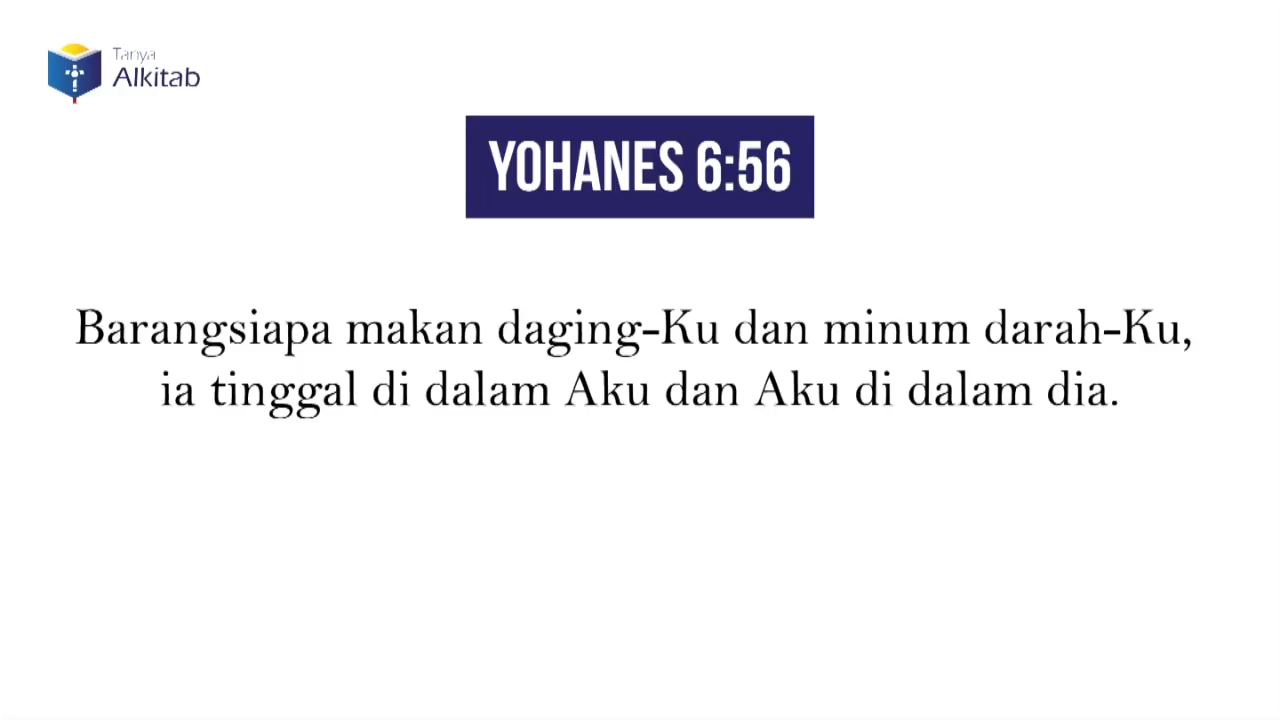 Tanya
Alkitab
YOHANES 6:56
Barangsiapa makan daging-Ku dan minum darah-Ku,
ia tinggal di dalam Aku dan Aku di dalam dia.